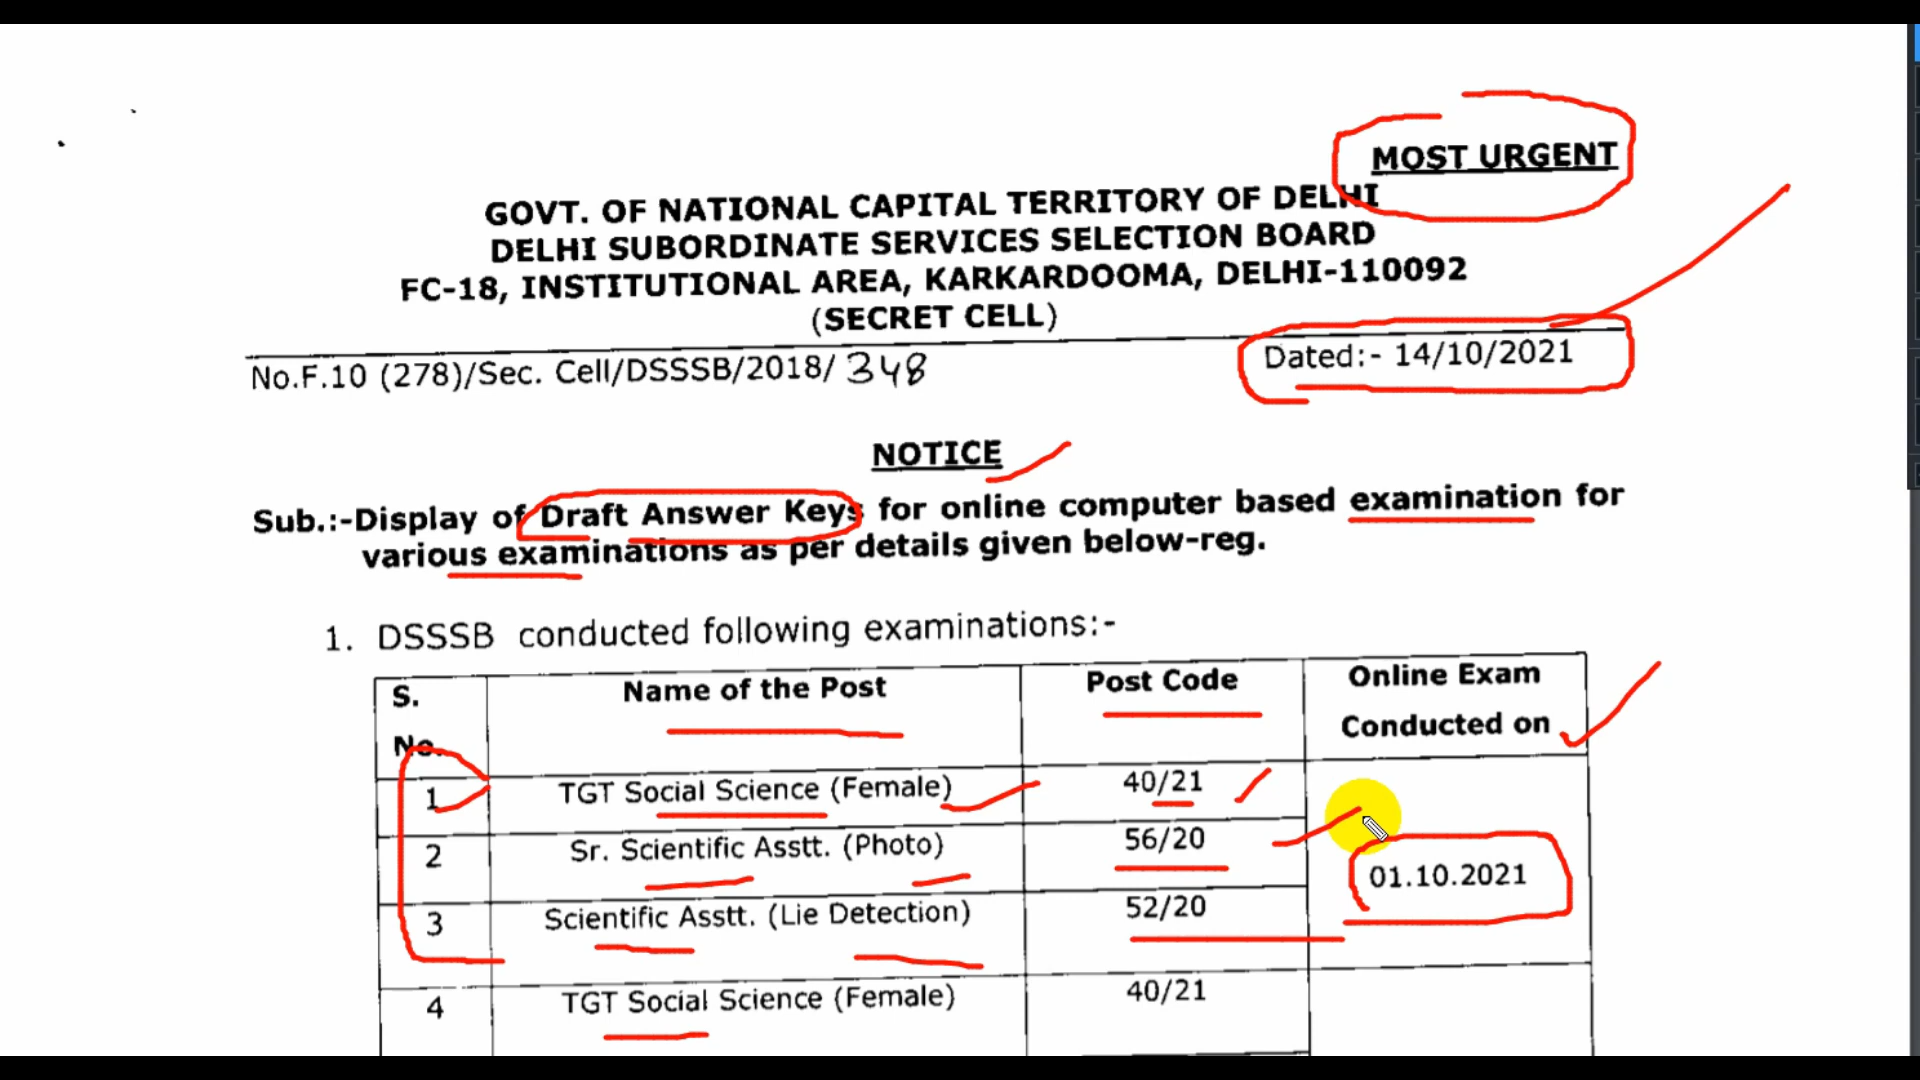 MOST URGENT
GOVT. OF NATIONAL CAPITAL TERRITORY OF DELHI
DELHI SUBORDINATE SERVICES SELECTION BOARD
FC-18, INSTITUTIONAL AREA, KARKARDOOMA, DELHI-110092
(SECRET CELL)
No.F.10 (278)/Sec. Cell/DSSSB/2018/ 348 Dated:- 14/10/2021
NOTICE
Sub.:-Display of Draft Answer Keys for online computer based examination for
various examinations as per details given below-reg.
1. DSSSB conducted following examinations:-
S. No. Name of the Post Post Code Online Exam Conducted on
1 TGT Social Science (Female) 40/21
2 Sr. Scientific Asstt. (Photo) 56/20 01.10.2021
3 Scientific Asstt. (Lie Detection) 52/20
4 TGT Social Science (Female) 40/21